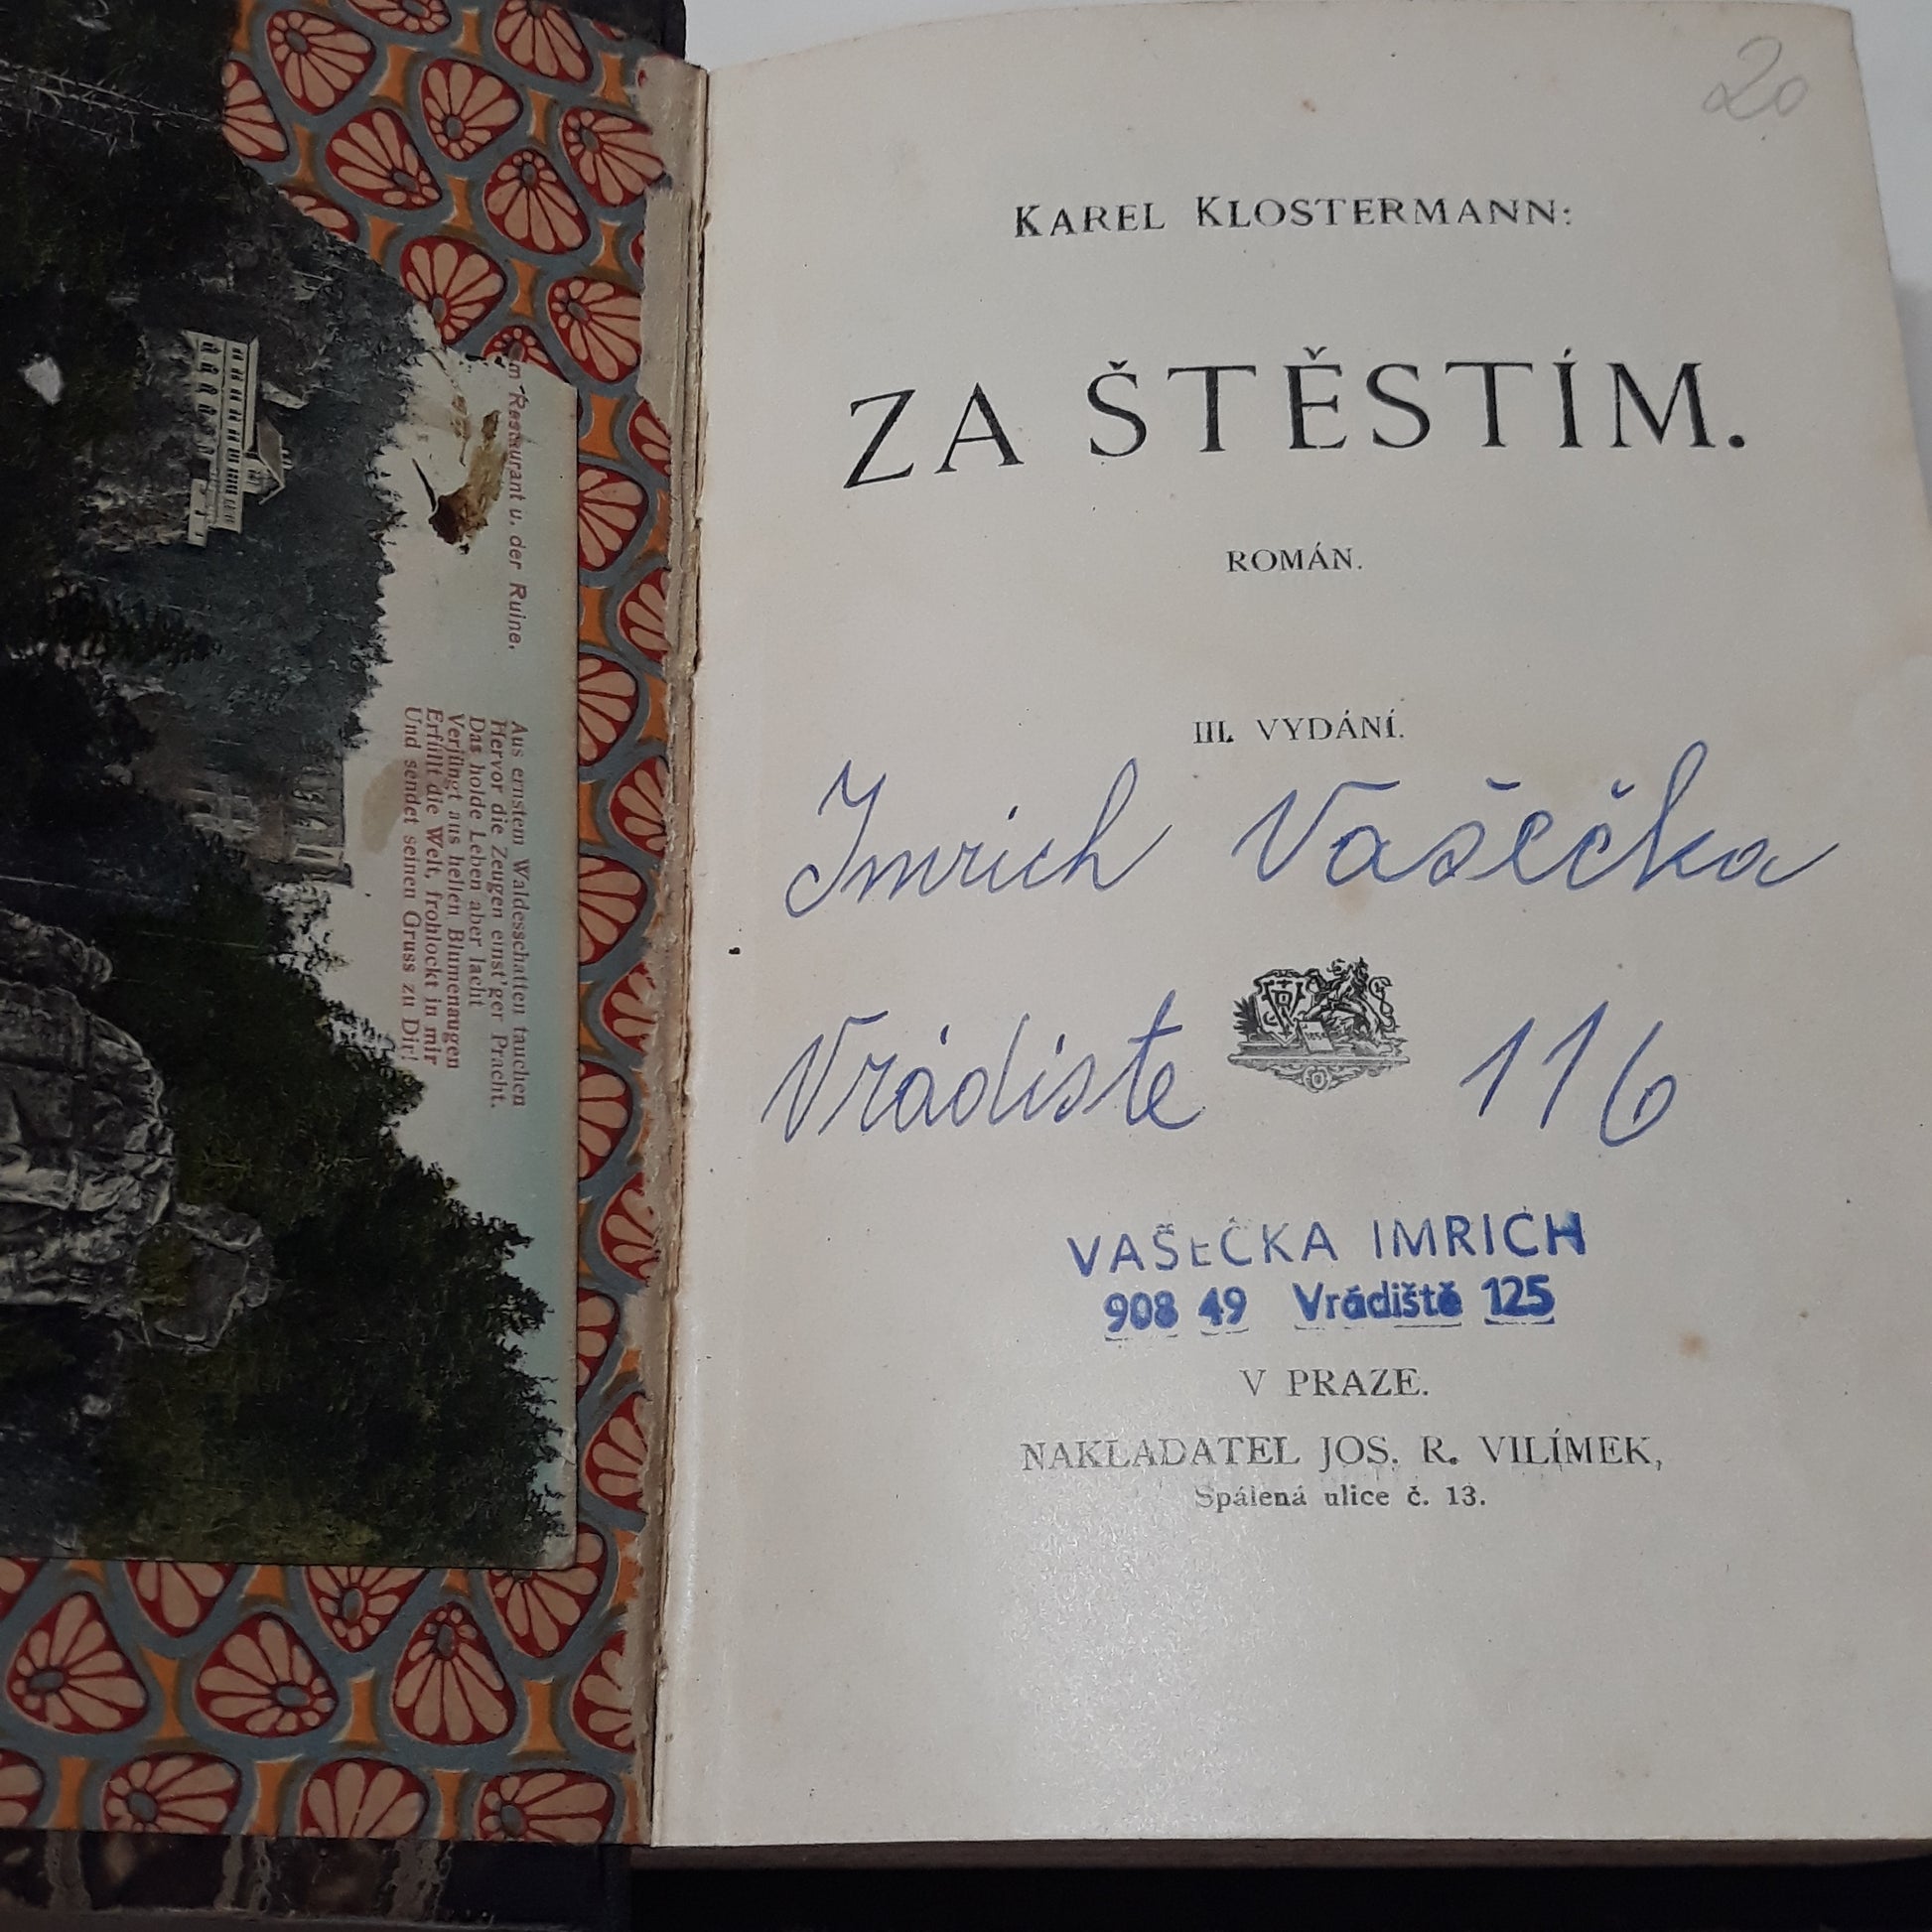 m Restaurant u. der Ruine.
Aus ernstem Waldesschatten tauchen
Hervor die Zeugen einst'ger Pracht.
Das holde Leben aber lacht
Verjüngt aus hellen Blumenaugen
Erfüllt die Welt, frohlockt in mir
Und sendet seinen Gruss zu Dir!
20
KAREL KLOSTERMANN:
ZA ŠTĚSTÍM.
ROMÁN.
III. VYDÁNÍ.
Imrich Vašečka
Vrádiste 116
VAŠEČKA IMRICH
908 49 Vrádiště 125
V PRAZE.
NAKLADATEL JOS. R. VILÍMEK,
Spálená ulice č. 13.